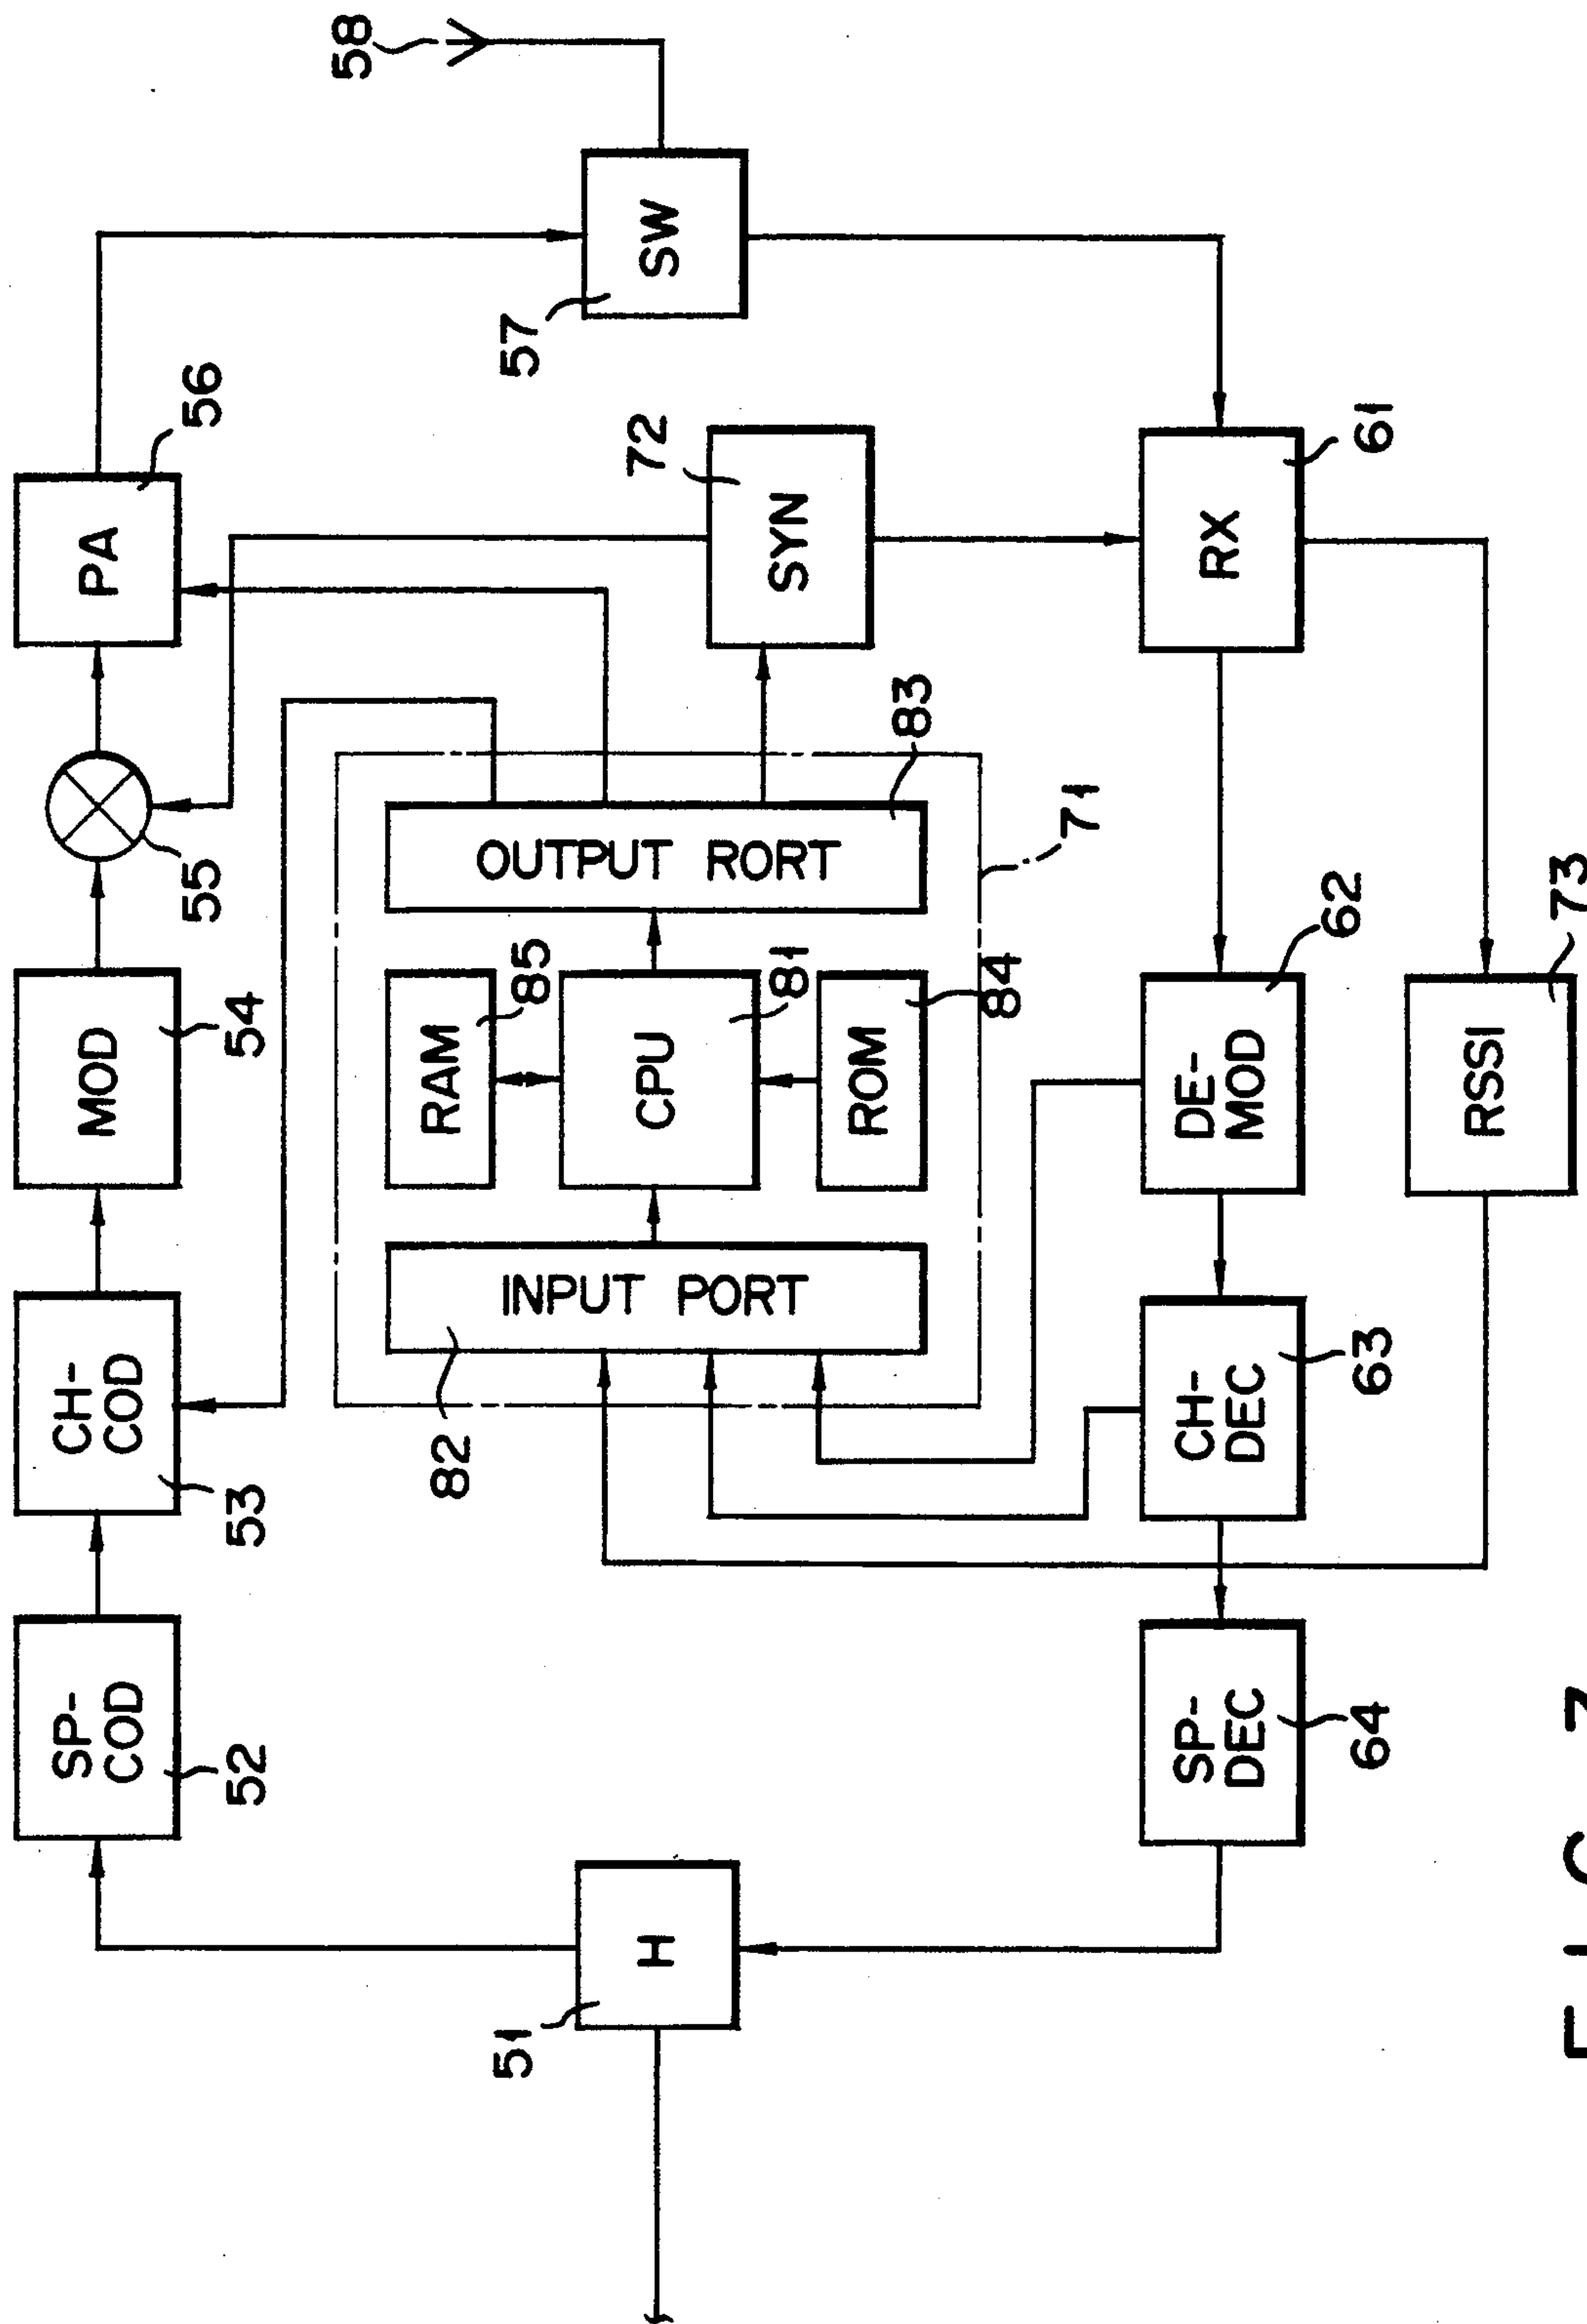 58
SW
57
PA
56
SYN
72
RX
61
55
OUTPUT RORT
83
71
MOD
54
RAM
85
CPU
81
ROM
84
DE-
MOD
62
RSSI
73
CH-
COD
53
INPUT PORT
82
CH-
DEC
63
SP-
COD
52
SP-
DEC
64
H
51